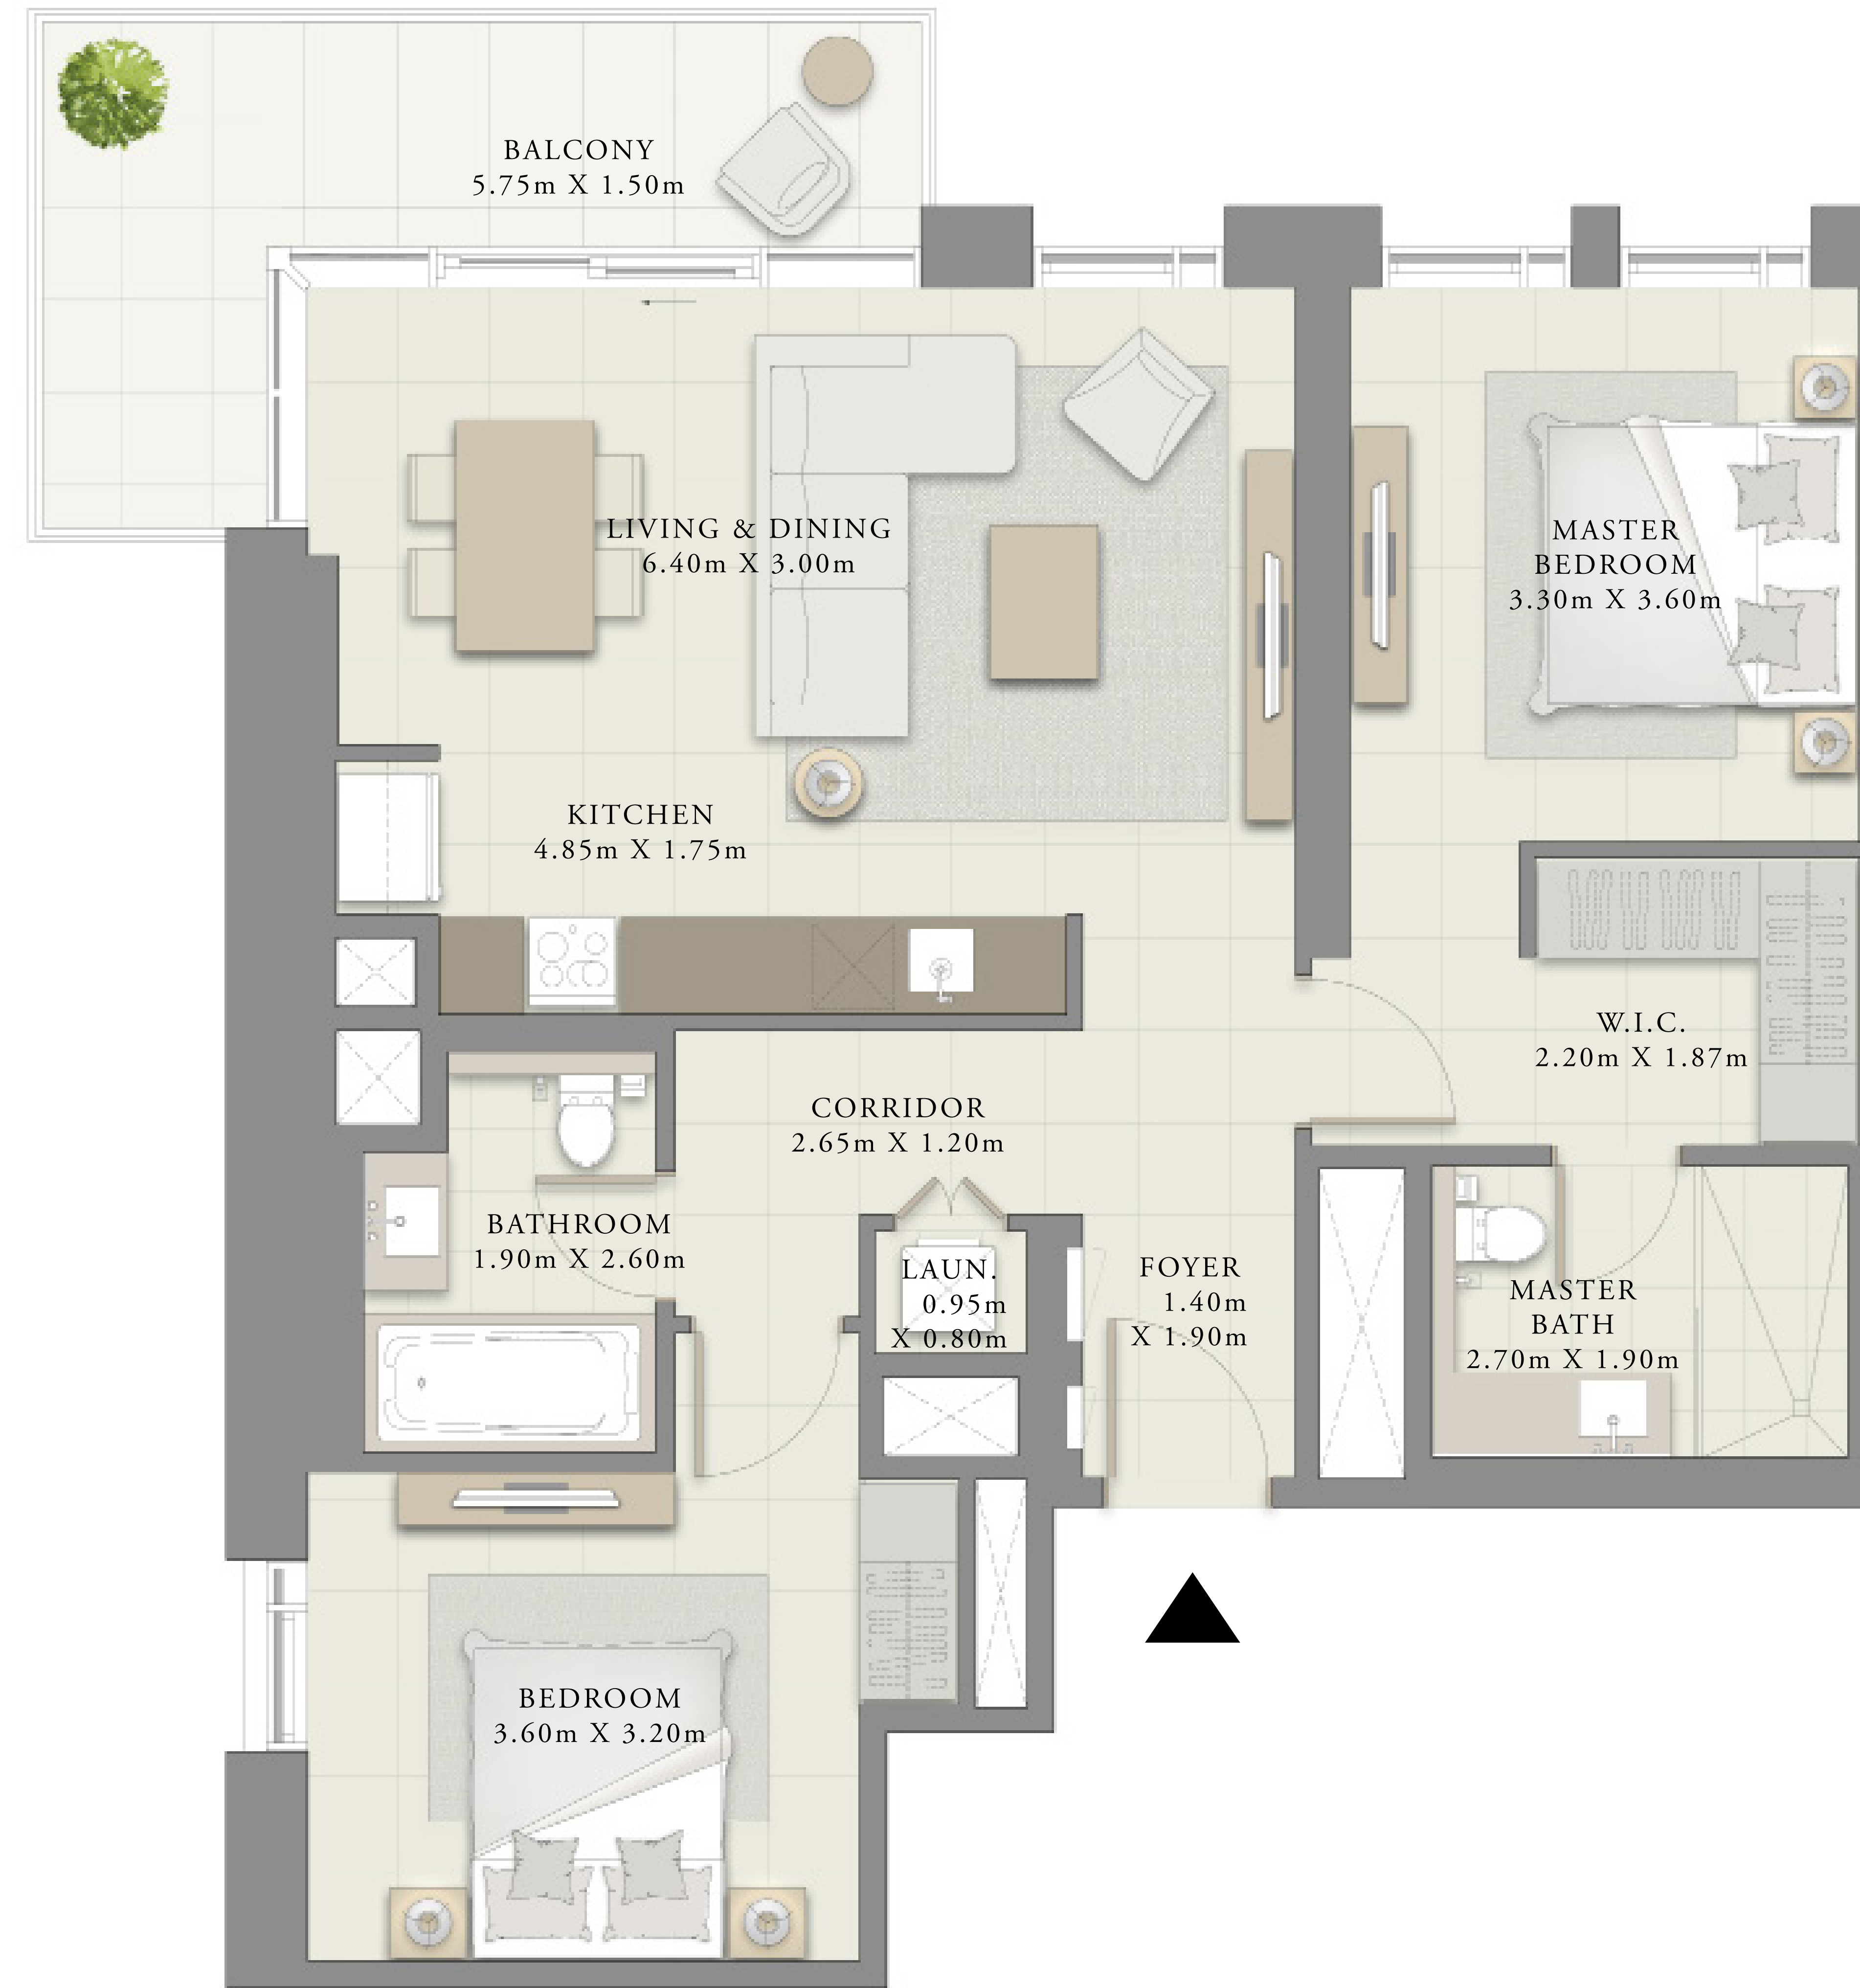 BALCONY
5.75m X 1.50m
LIVING & DINING
6.40m X 3.00m
MASTER
BEDROOM
3.30m X 3.60m
KITCHEN
4.85m X 1.75m
W.I.C.
2.20m X 1.87m
CORRIDOR
2.65m X 1.20m
BATHROOM
1.90m X 2.60m
LAUN.
0.95m
X 0.80m
FOYER
1.40m
X 1.90m
MASTER
BATH
2.70m X 1.90m
BEDROOM
3.60m X 3.20m